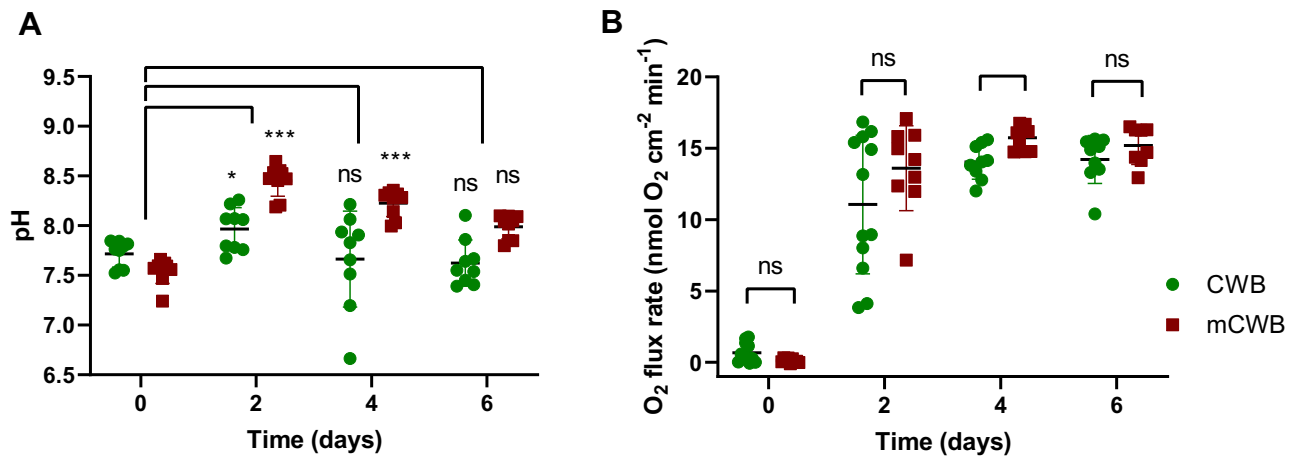 A
pH
9.5
9.0
8.5
8.0
7.5
7.0
6.5
*
***
ns
***
ns
ns
0
2
4
6
Time (days)
B
O₂ flux rate (nmol O₂ cm⁻² min⁻¹)
20
15
10
5
0
ns
ns
ns
0
2
4
6
Time (days)
CWB
mCWB